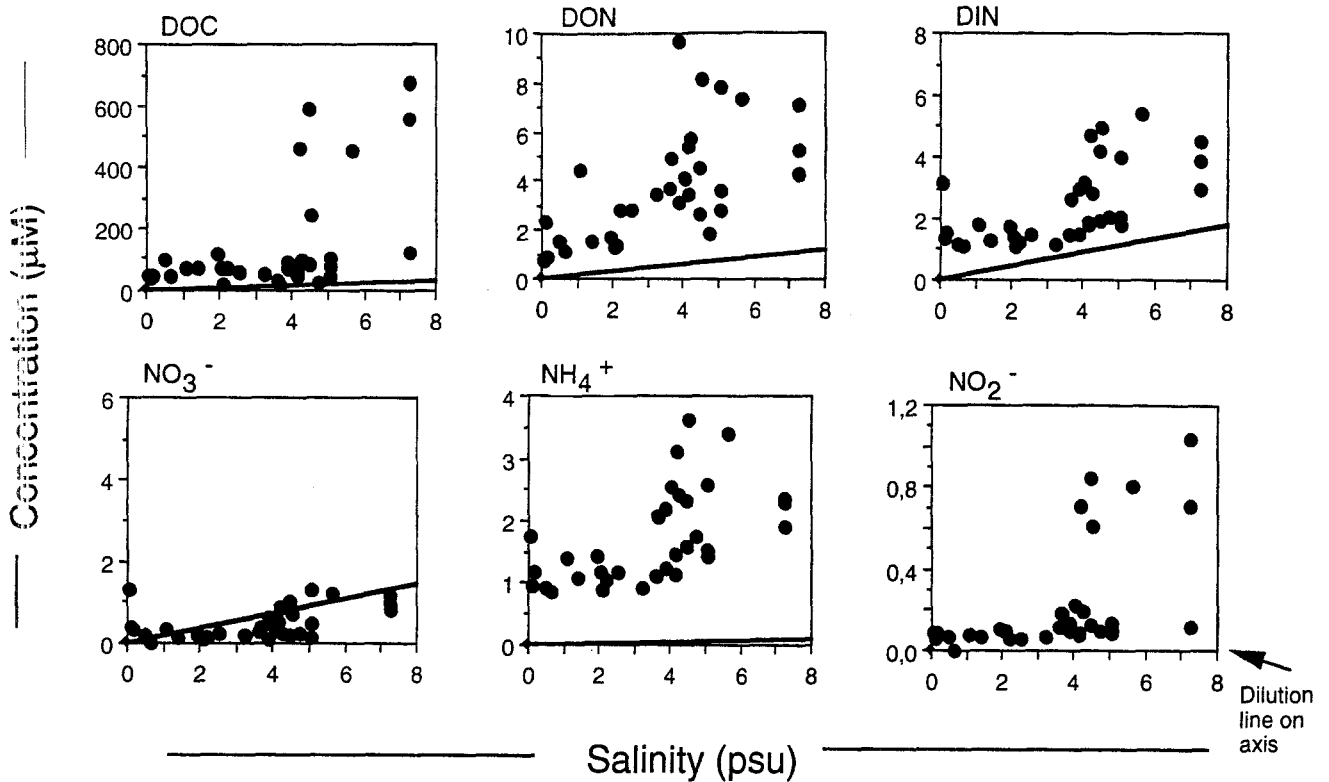 DOC
DON
DIN
800
600
400
200
0
0 2 4 6 8
10
8
6
4
2
0
0 2 4 6 8
8
6
4
2
0
0 2 4 6 8
Concentration (µM)
NO3 -
NH4 +
NO2 -
6
4
2
0
0 2 4 6 8
4
3
2
1
0
0 2 4 6 8
1,2
0,8
0,4
0,0
0 2 4 6 8
Dilution
line on
axis
Salinity (psu)